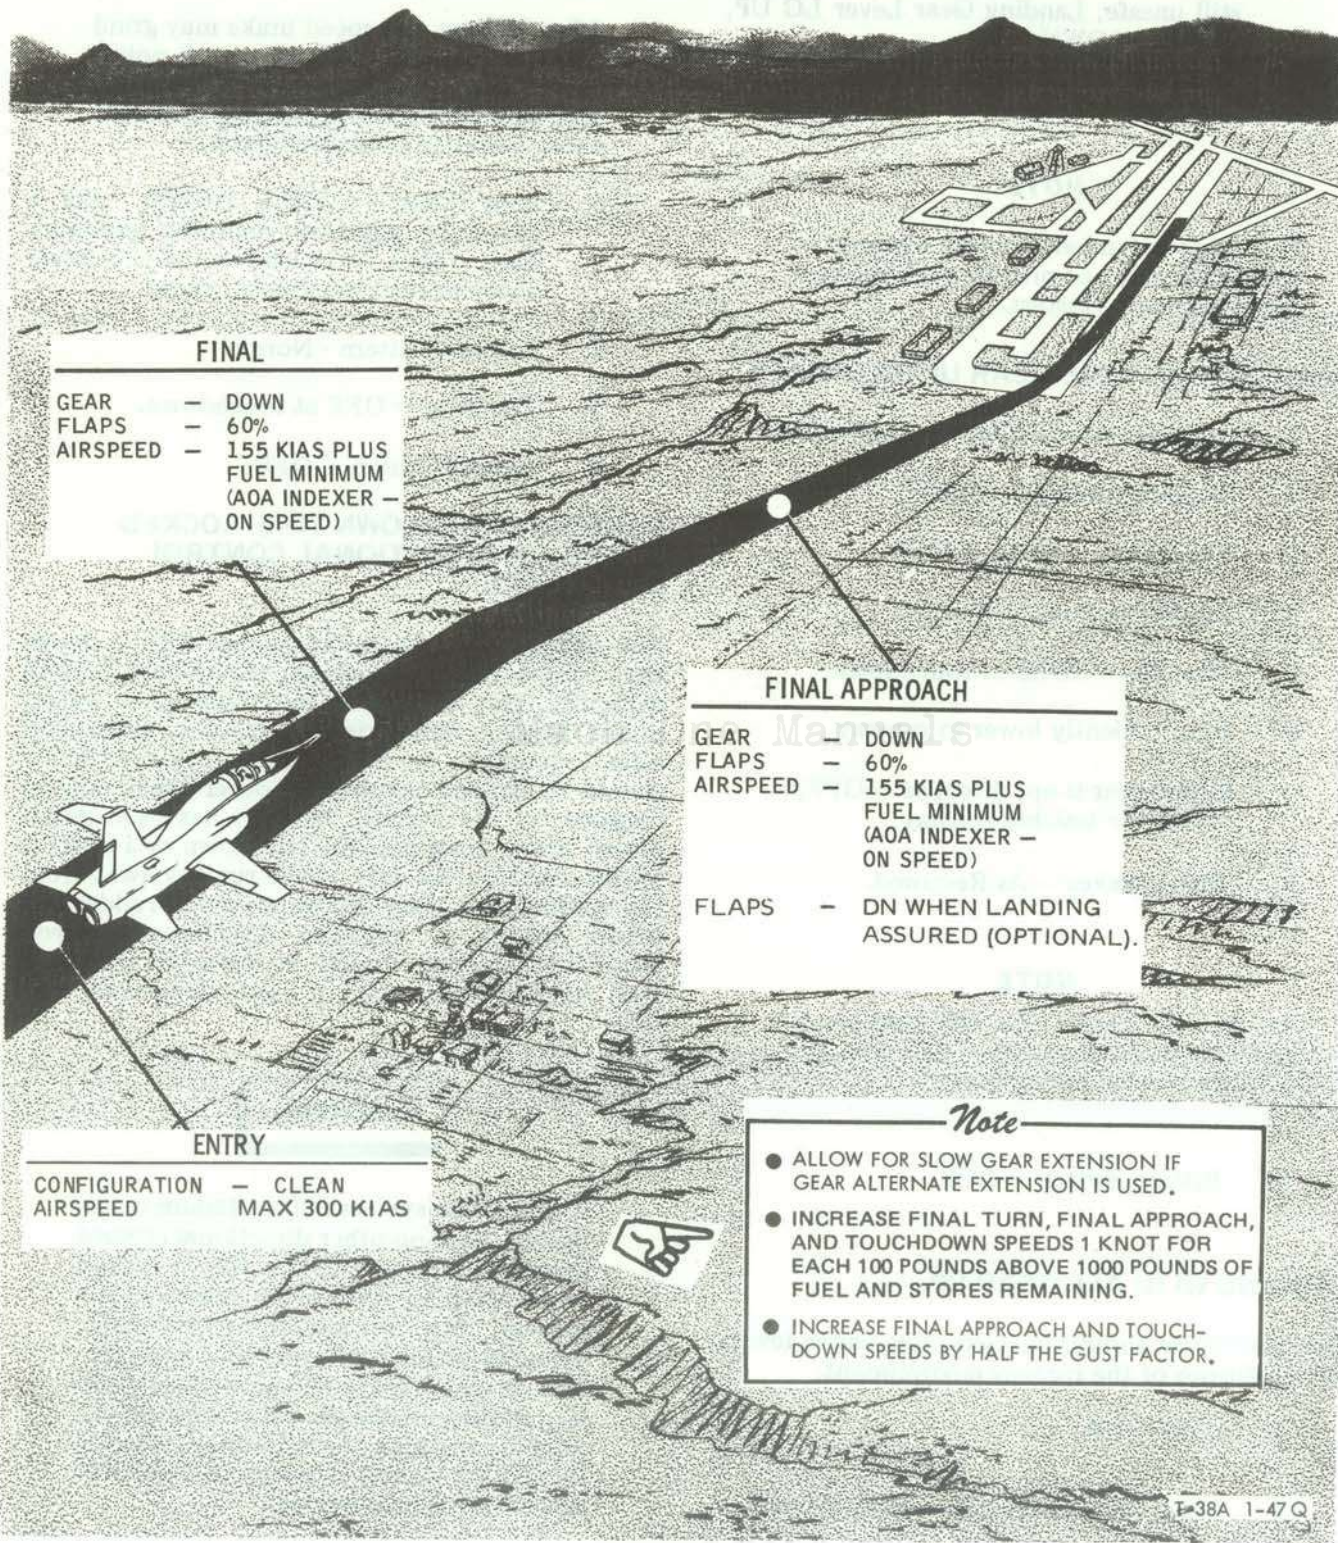 FINAL
GEAR DOWN
FLAPS – 60%
AIRSPEED – 155 KIAS PLUS
FUEL MINIMUM
(AOA INDEXER –
ON SPEED)
FINAL APPROACH
GEAR – DOWN
FLAPS – 60%
AIRSPEED – 155 KIAS PLUS
FUEL MINIMUM
(AOA INDEXER –
ON SPEED)
FLAPS – DN WHEN LANDING
ASSURED (OPTIONAL).
ENTRY
CONFIGURATION – CLEAN
AIRSPEED MAX 300 KIAS
Note
● ALLOW FOR SLOW GEAR EXTENSION IF
GEAR ALTERNATE EXTENSION IS USED.
● INCREASE FINAL TURN, FINAL APPROACH,
AND TOUCHDOWN SPEEDS 1 KNOT FOR
EACH 100 POUNDS ABOVE 1000 POUNDS OF
FUEL AND STORES REMAINING.
● INCREASE FINAL APPROACH AND TOUCH-
DOWN SPEEDS BY HALF THE GUST FACTOR.
T-38A 1-47 Q